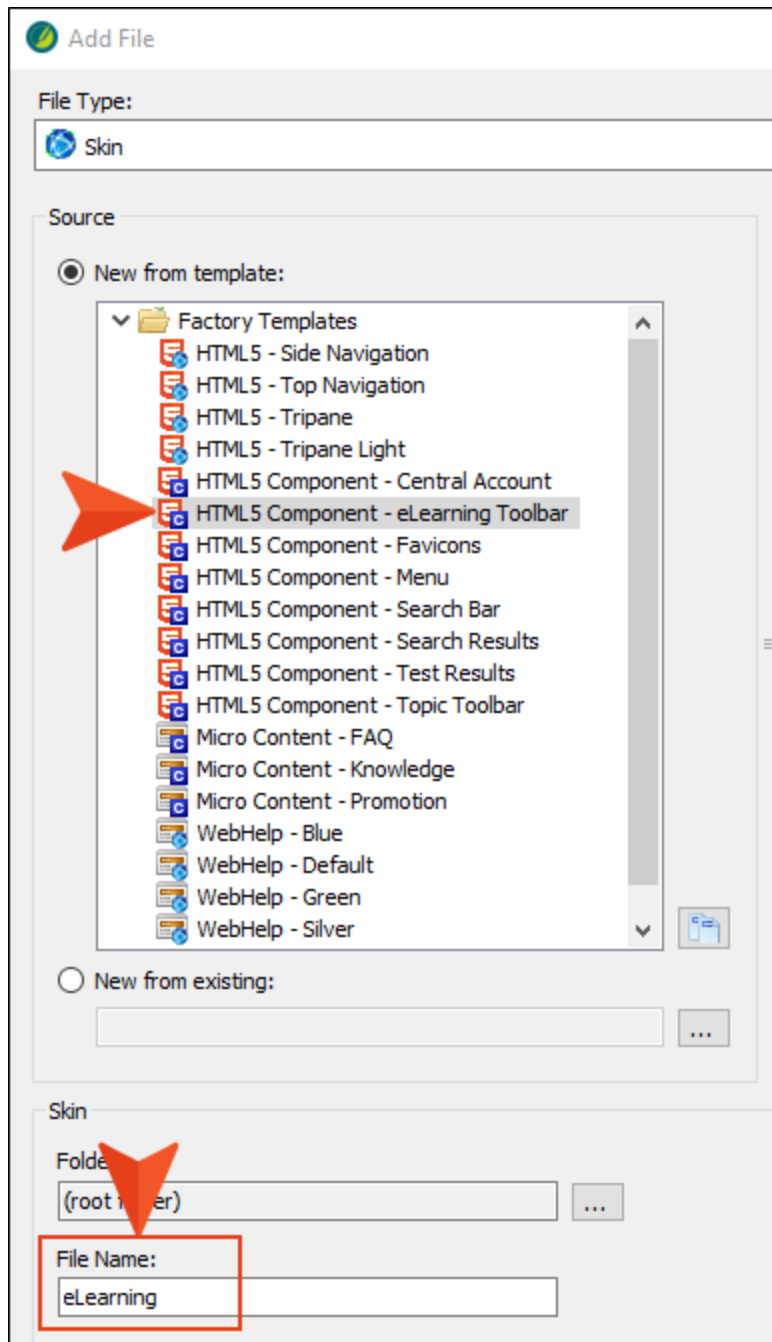 Add File
File Type:
Skin
Source
New from template:
Factory Templates
HTML5 - Side Navigation
HTML5 - Top Navigation
HTML5 - Tripane
HTML5 - Tripane Light
HTML5 Component - Central Account
HTML5 Component - eLearning Toolbar
HTML5 Component - Favicons
HTML5 Component - Menu
HTML5 Component - Search Bar
HTML5 Component - Search Results
HTML5 Component - Test Results
HTML5 Component - Topic Toolbar
Micro Content - FAQ
Micro Content - Knowledge
Micro Content - Promotion
WebHelp - Blue
WebHelp - Default
WebHelp - Green
WebHelp - Silver
New from existing:
...
Skin
Folde
(root f er)
...
File Name:
eLearning